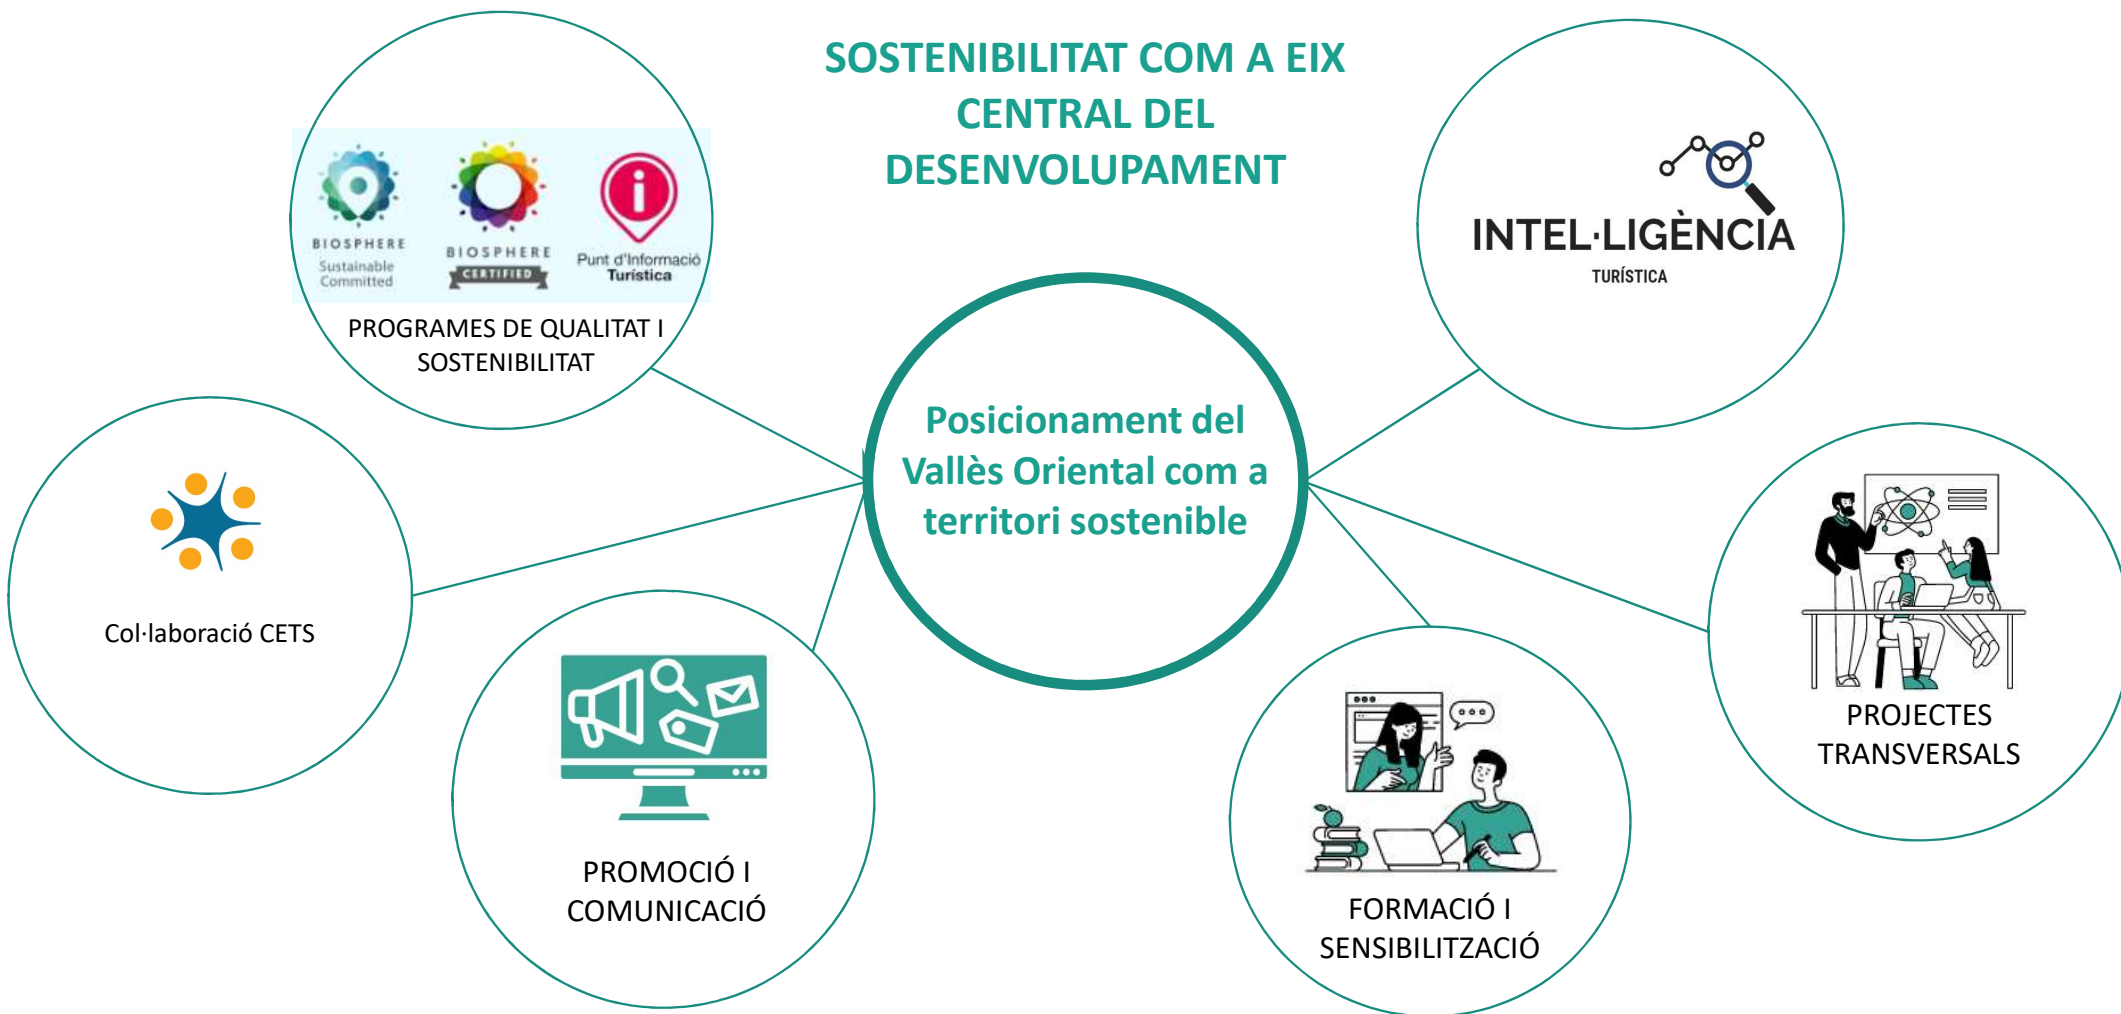 SOSTENIBILITAT COM A EIX
CENTRAL DEL
DESENVOLUPAMENT
BIOSPHERE
Sustainable
Committed
BIOSPHERE
CERTIFIED
i
Punt d'Informació
Turística
PROGRAMES DE QUALITAT I
SOSTENIBILITAT
INTEL·LIGÈNCIA
TURÍSTICA
Posicionament del
Vallès Oriental com a
territori sostenible
Col·laboració CETS
PROMOCIÓ I
COMUNICACIÓ
FORMACIÓ I
SENSIBILITZACIÓ
PROJECTES
TRANSVERSALS